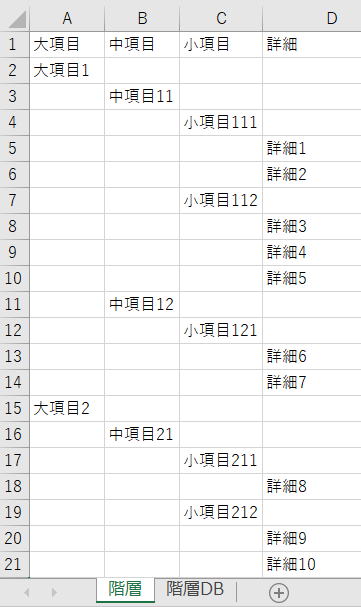 A B C D
1 大項目 中項目 小項目 詳細
2 大項目1
3 中項目11
4 小項目111
5 詳細1
6 詳細2
7 小項目112
8 詳細3
9 詳細4
10 詳細5
11 中項目12
12 小項目121
13 詳細6
14 詳細7
15 大項目2
16 中項目21
17 小項目211
18 詳細8
19 小項目212
20 詳細9
21 詳細10
階層 階層DB